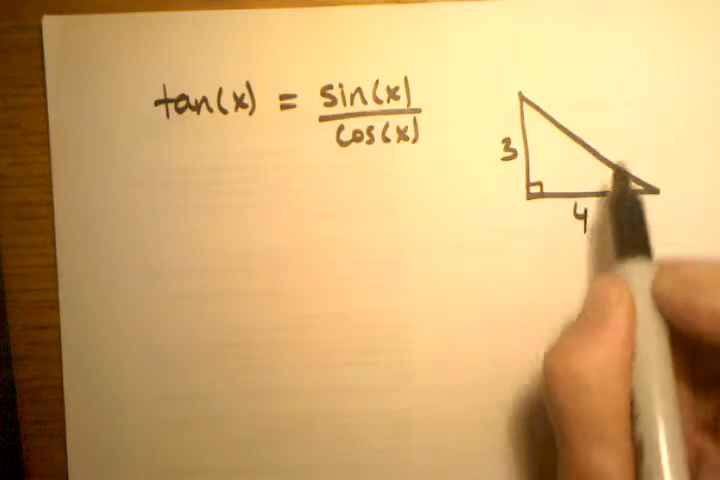 tan(x) = sin(x)/cos(x)
3
4